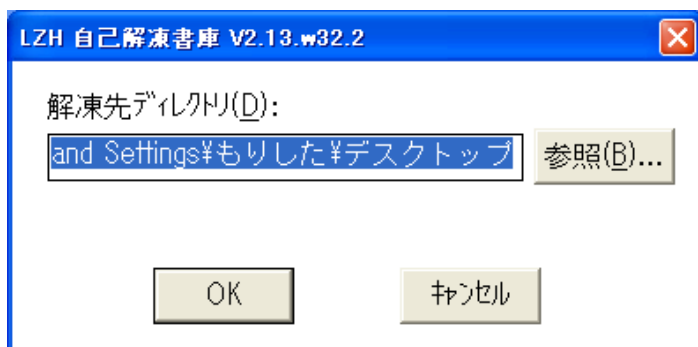 LZH 自己解凍書庫 V2.13.w32.2
解凍先ﾃﾞｨﾚｸﾄﾘ(D):
and Settings¥もりした¥デスクトップ
参照(B)...
OK
ｷｬﾝｾﾙ